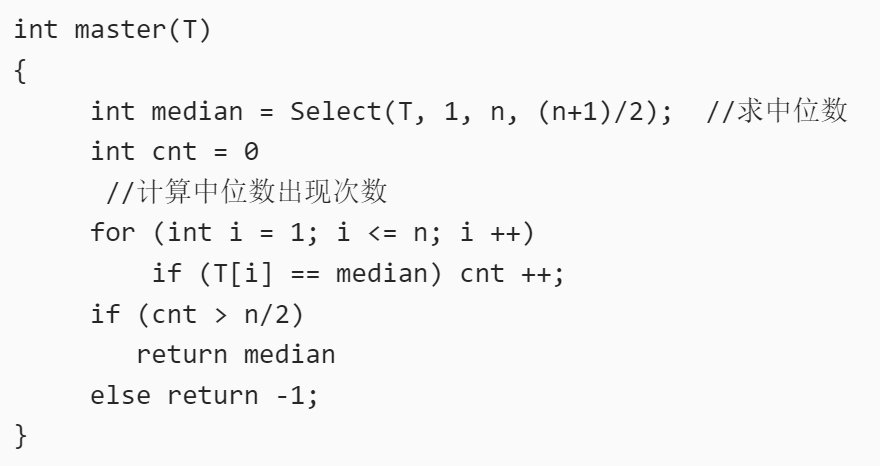 int master(T)
{
     int median = Select(T, 1, n, (n+1)/2);  //求中位数
     int cnt = 0
      //计算中位数出现次数
     for (int i = 1; i <= n; i ++)
         if (T[i] == median) cnt ++;
     if (cnt > n/2)
        return median
     else return -1;
}